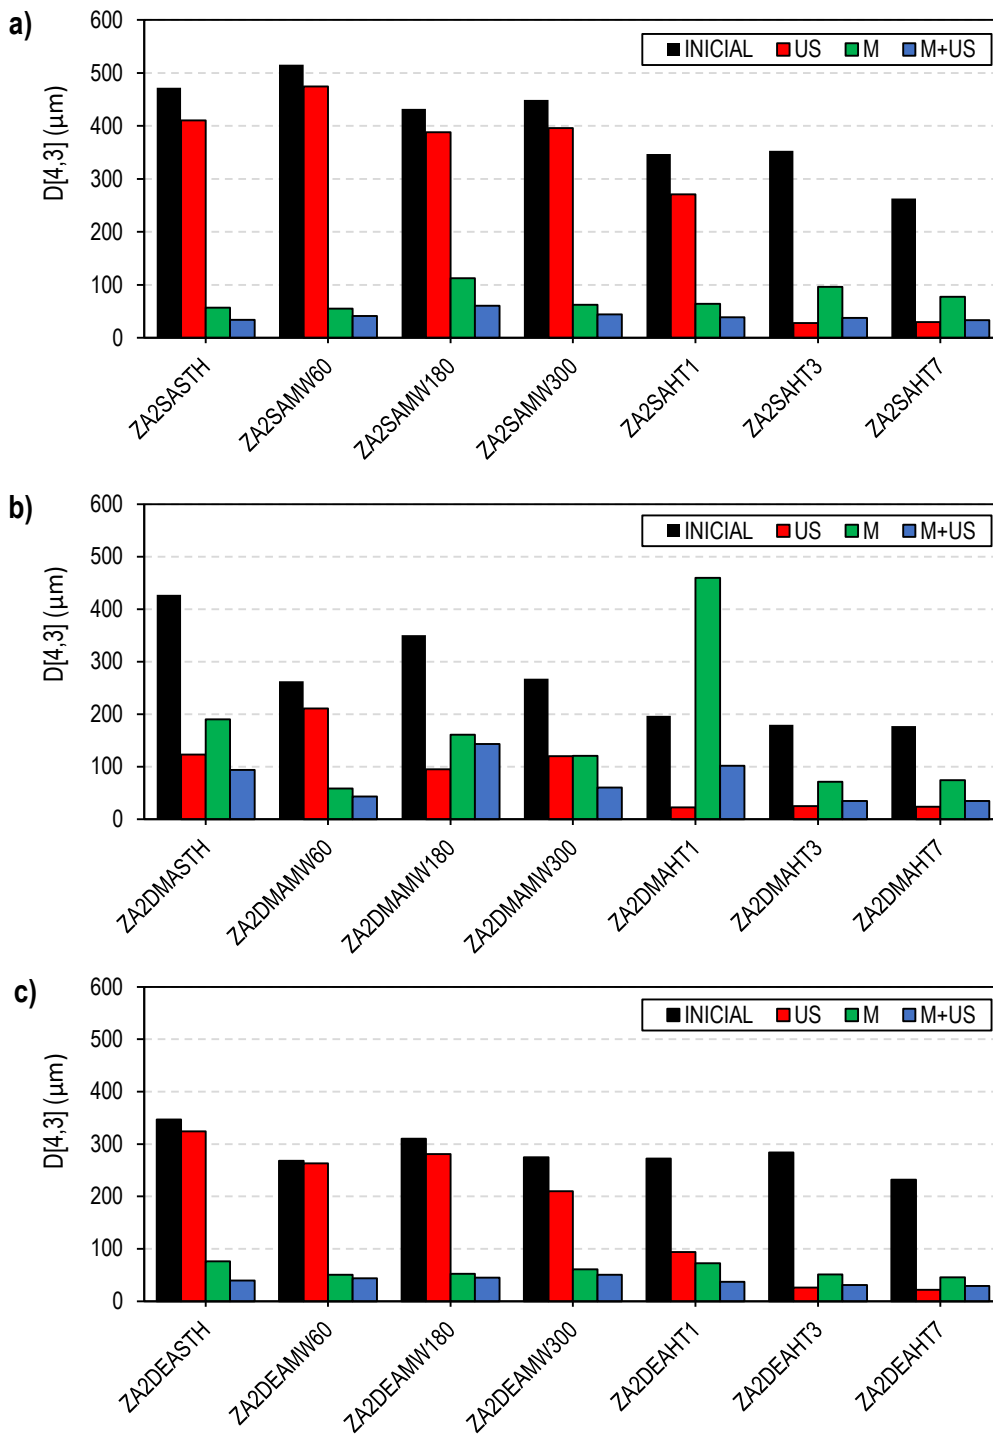 a)
INICIAL US M M+US
D[4,3] (µm)
600
500
400
300
200
100
0
ZA2SASTH
ZA2SAMW60
ZA2SAMW180
ZA2SAMW300
ZA2SAHT1
ZA2SAHT3
ZA2SAHT7
b)
INICIAL US M M+US
D[4,3] (µm)
600
500
400
300
200
100
0
ZA2DMASTH
ZA2DMAMW60
ZA2DMAMW180
ZA2DMAMW300
ZA2DMAHT1
ZA2DMAHT3
ZA2DMAHT7
c)
INICIAL US M M+US
D[4,3] (µm)
600
500
400
300
200
100
0
ZA2DEASTH
ZA2DEAMW60
ZA2DEAMW180
ZA2DEAMW300
ZA2DEAHT1
ZA2DEAHT3
ZA2DEAHT7